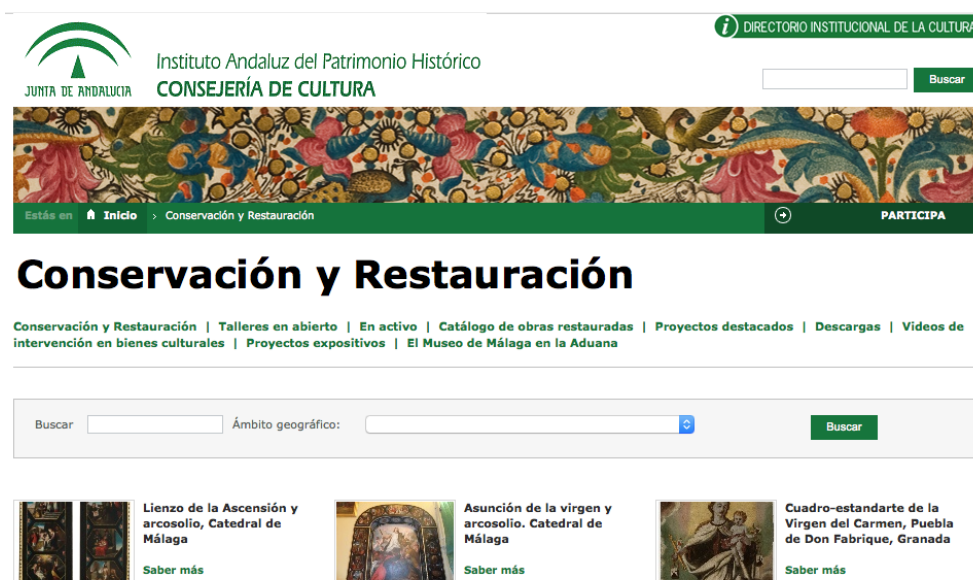 DIRECTORIO INSTITUCIONAL DE LA CULTURA
JUNTA DE ANDALUCIA
Instituto Andaluz del Patrimonio Histórico
CONSEJERÍA DE CULTURA
Buscar
Estás en Inicio > Conservación y Restauración
PARTICIPA
Conservación y Restauración
Conservación y Restauración | Talleres en abierto | En activo | Catálogo de obras restauradas | Proyectos destacados | Descargas | Videos de
intervención en bienes culturales | Proyectos expositivos | El Museo de Málaga en la Aduana
Buscar Ámbito geográfico: Buscar
Lienzo de la Ascensión y
arcosolio, Catedral de
Málaga
Saber más
Asunción de la virgen y
arcosolio. Catedral de
Málaga
Saber más
Cuadro-estandarte de la
Virgen del Carmen, Puebla
de Don Fabrique, Granada
Saber más